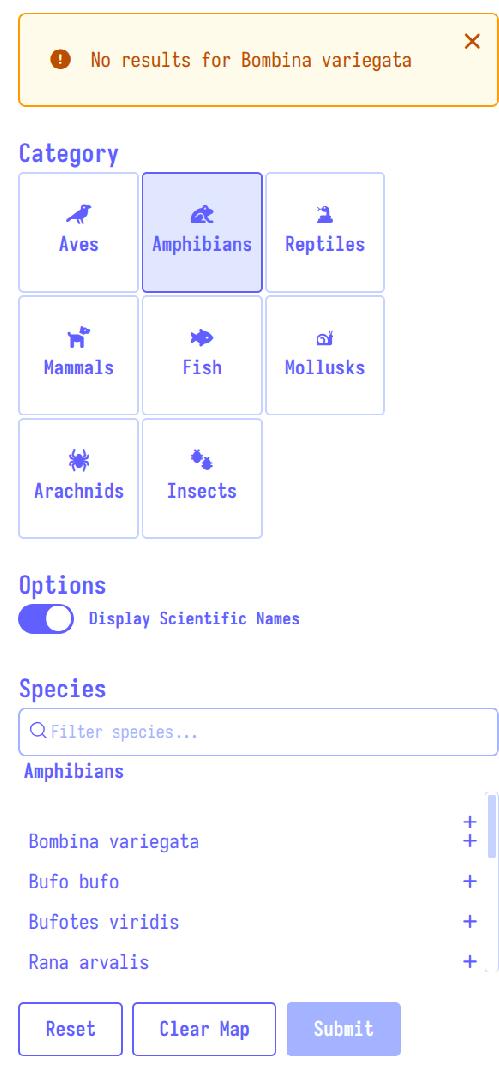 No results for Bombina variegata
Category
Aves
Amphibians
Reptiles
Mammals
Fish
Mollusks
Arachnids
Insects
Options
Display Scientific Names
Species
Filter species...
Amphibians
+
Bombina variegata +
Bufo bufo +
Bufotes viridis +
Rana arvalis +
Reset
Clear Map
Submit